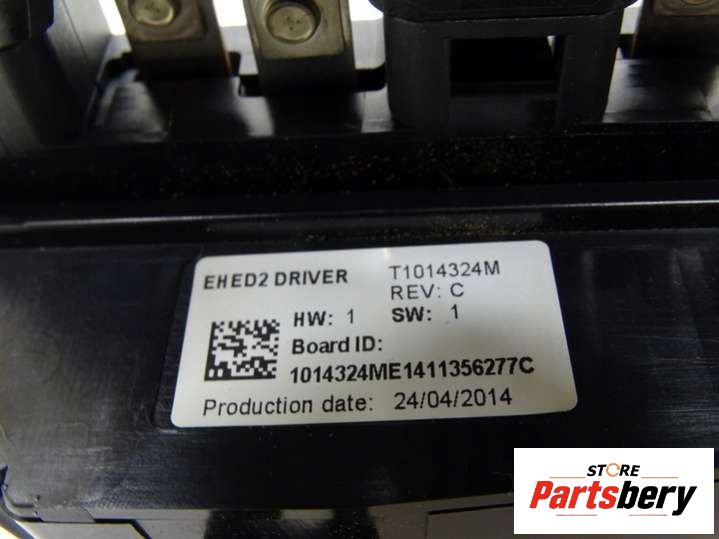 EHED2 DRIVER T1014324M
REV: C
HW: 1 SW: 1
Board ID:
1014324ME1411356277C
Production date: 24/04/2014
STORE
Partsbery